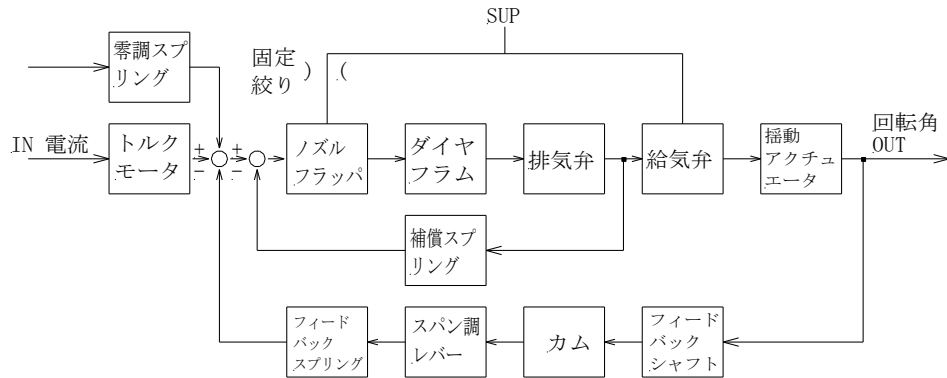 SUP
零調スプ
リング
固定
絞り
) (
IN 電流
トルク
モータ
+
−
+
−
ノズル
フラッパ
ダイヤ
フラム
排気弁
給気弁
揺動
アクチュ
エータ
回転角
OUT
補償スプ
リング
フィード
バック
スプリング
スパン調
レバー
カム
フィード
バック
シャフト